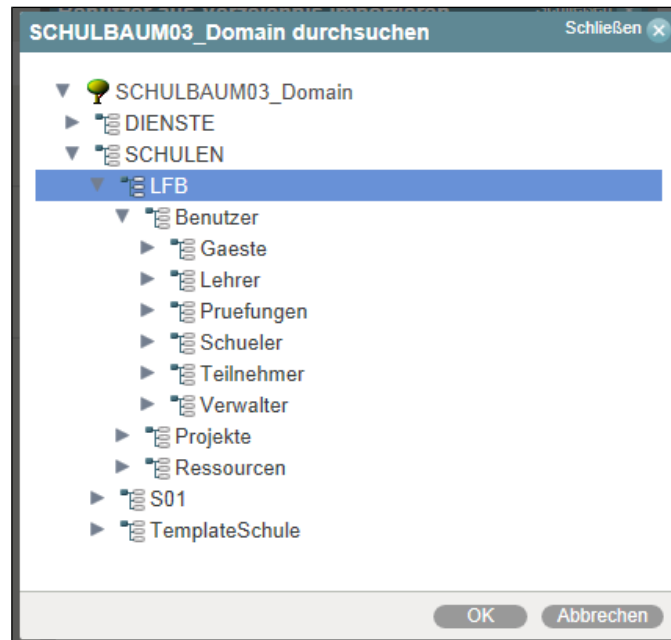 SCHULBAUM03_Domain durchsuchen Schließen
SCHULBAUM03_Domain
DIENSTE
SCHULEN
LFB
Benutzer
Gaeste
Lehrer
Pruefungen
Schueler
Teilnehmer
Verwalter
Projekte
Ressourcen
S01
TemplateSchule
OK Abbrechen